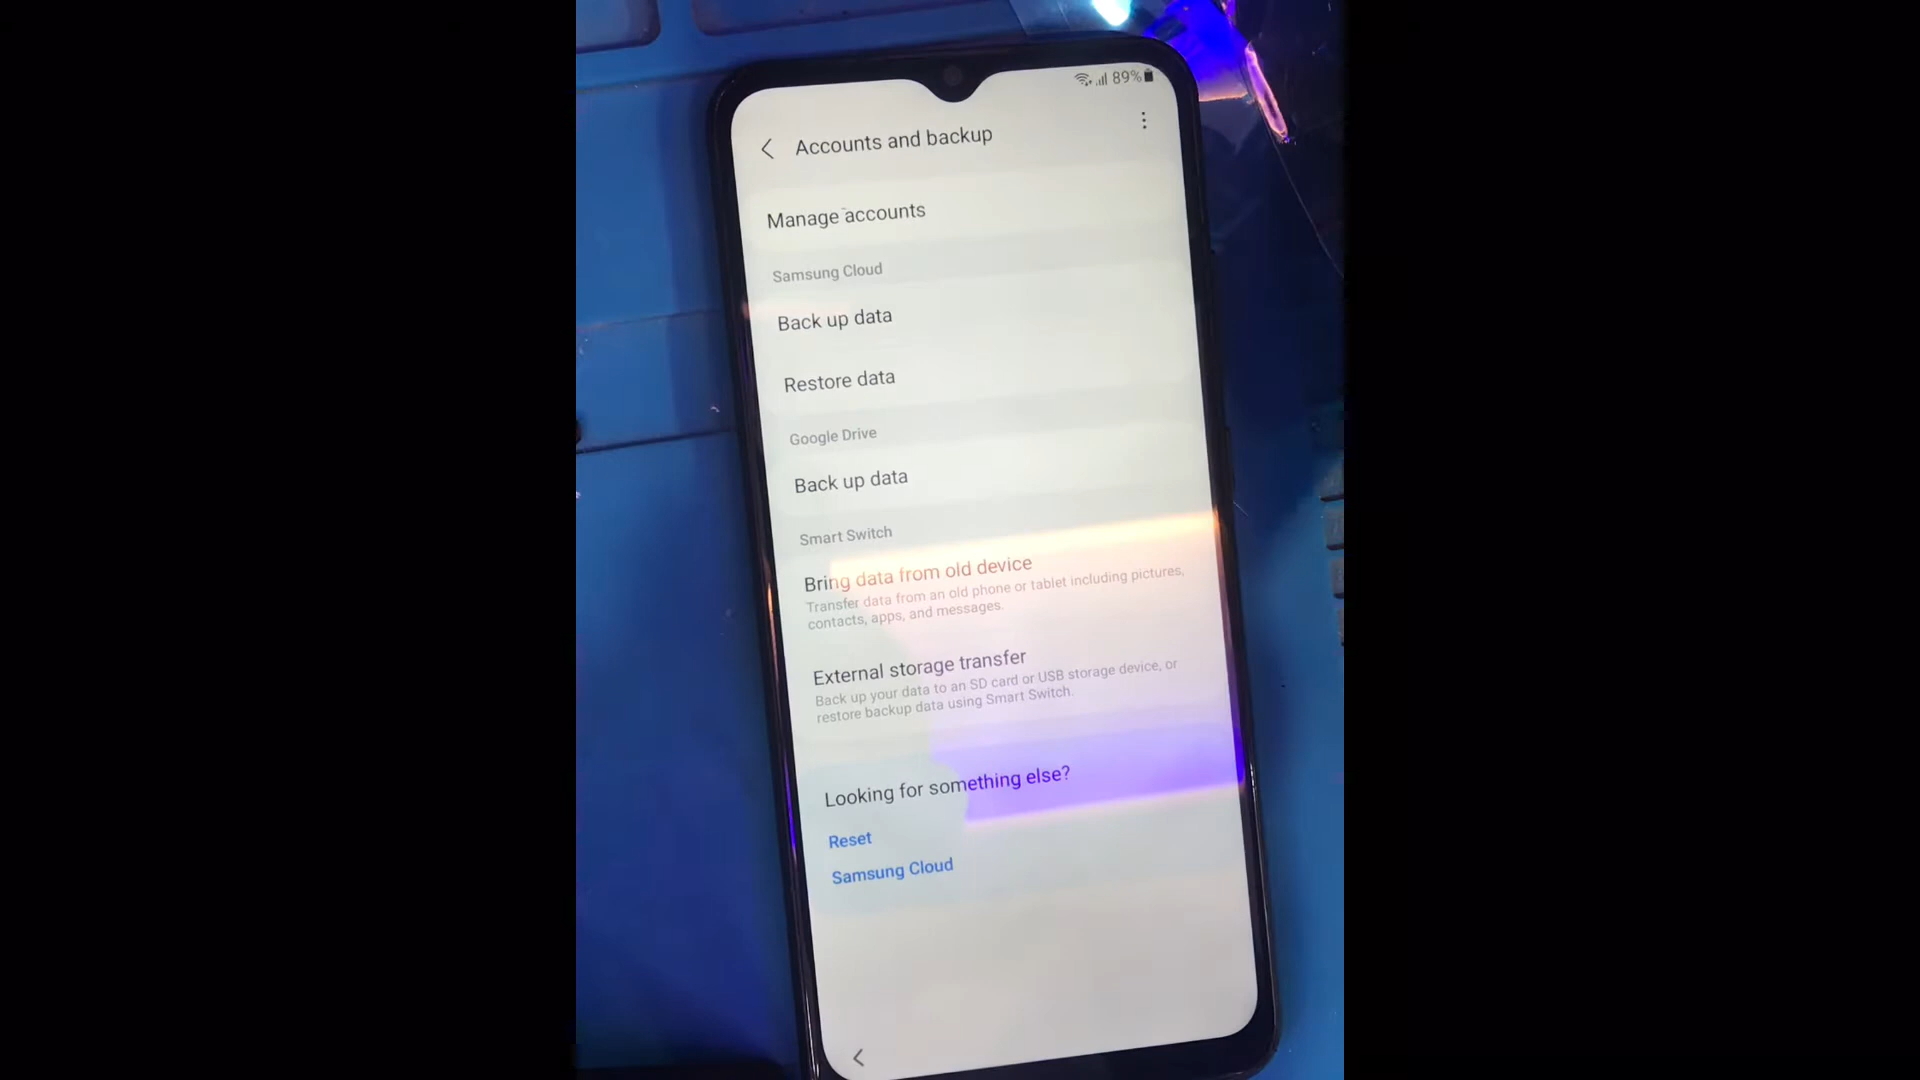 89%
Accounts and backup
Manage accounts
Samsung Cloud
Back up data
Restore data
Google Drive
Back up data
Smart Switch
Bring data from old device
Transfer data from an old phone or tablet including pictures,
contacts, apps, and messages.
External storage transfer
Back up your data to an SD card or USB storage device, or
restore backup data using Smart Switch.
Looking for something else?
Reset
Samsung Cloud